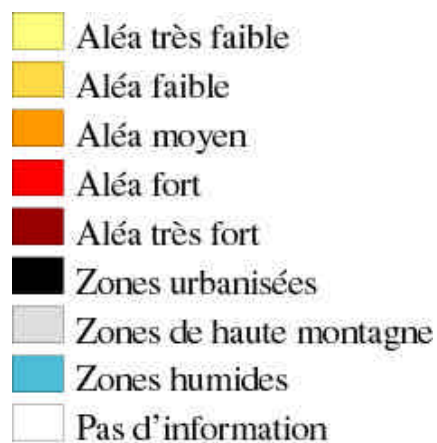 Aléa très faible
Aléa faible
Aléa moyen
Aléa fort
Aléa très fort
Zones urbanisées
Zones de haute montagne
Zones humides
Pas d'information